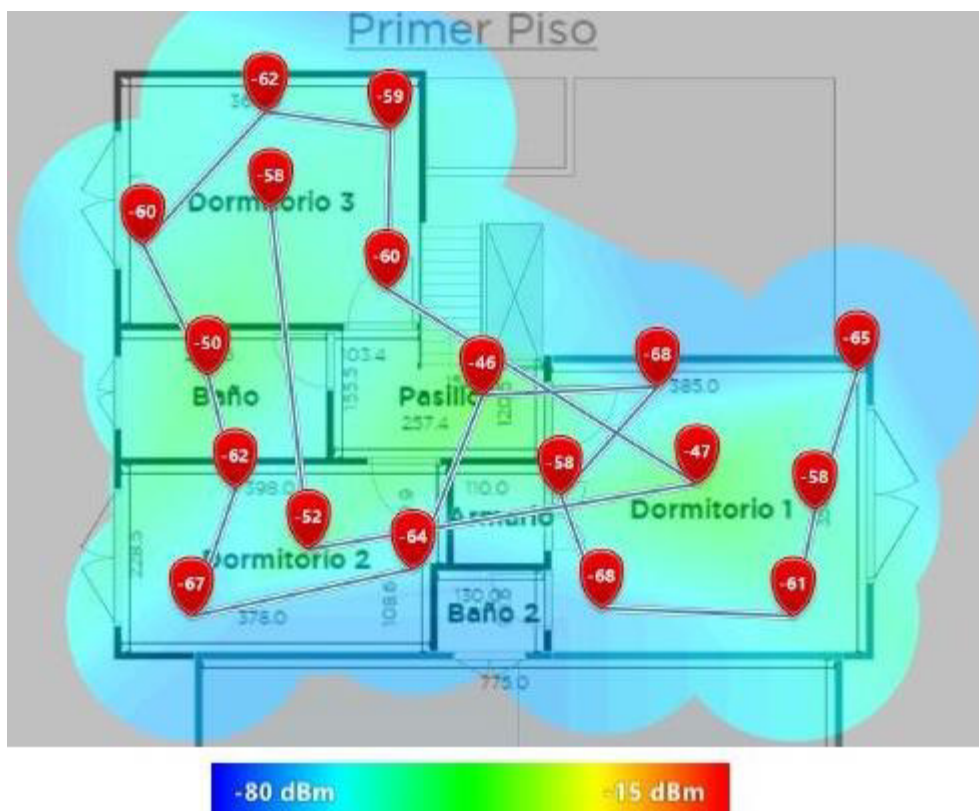 Primer Piso
-62
-59
-58
Dormitorio 3
-60
-60
-50
103.4
-46
-68
-65
385.0
155.5
Baño
Pasillo
257.4
-62
-58
-47
-58
398.0
110.0
Dormitorio 1
-52
-64
Armario
228.5
Dormitorio 2
-67
-68
-61
108.6
Baño 2
378.0
775.0
-80 dBm
-15 dBm